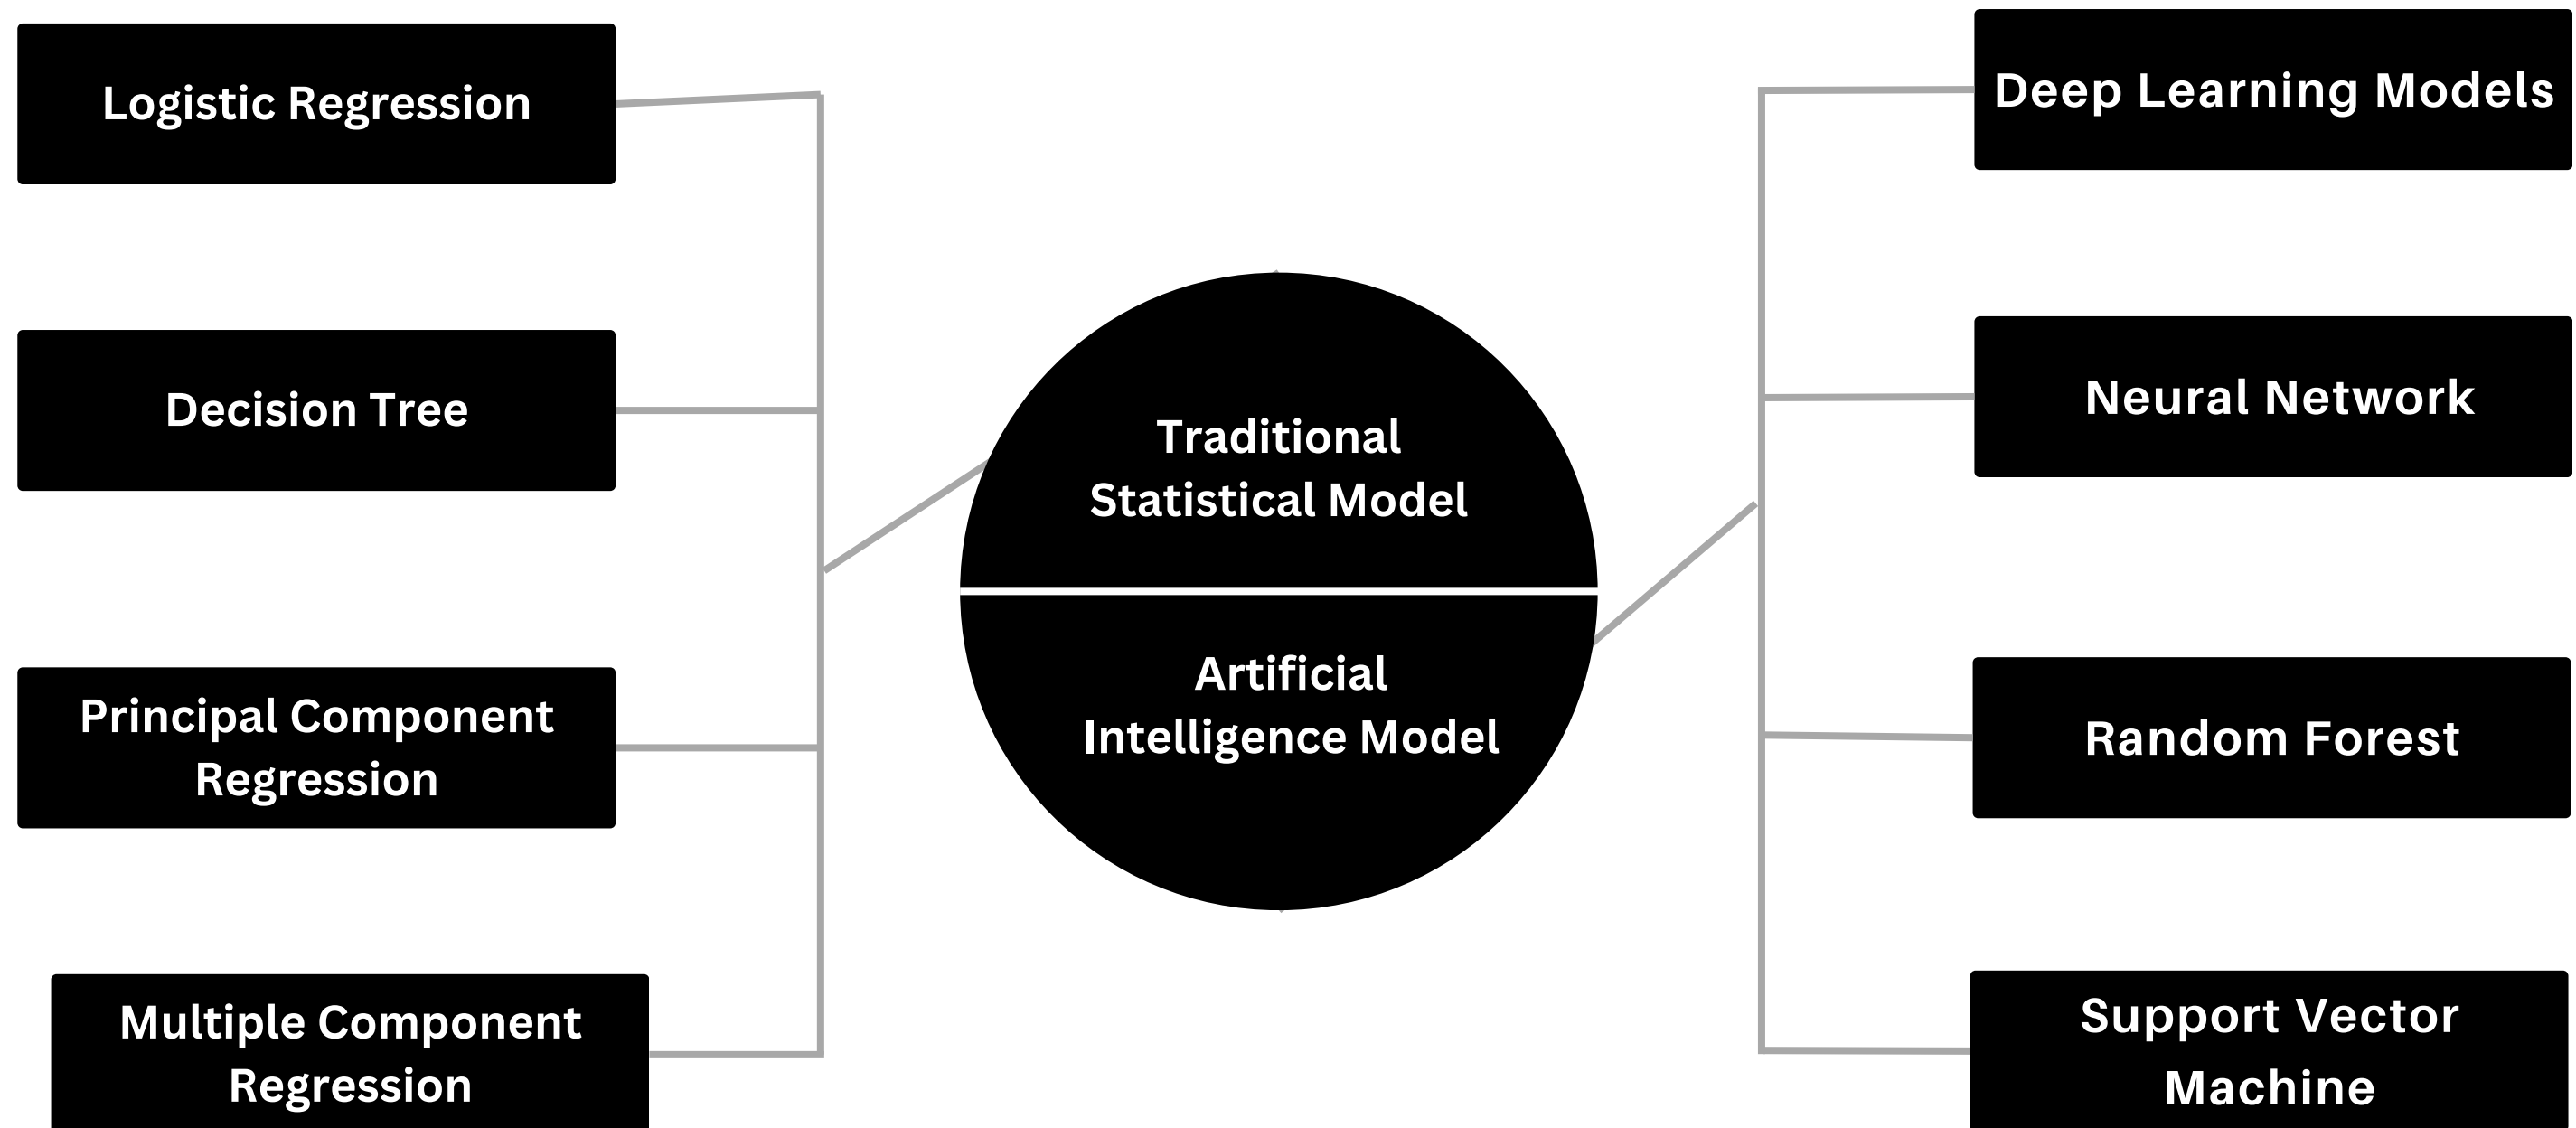 Logistic Regression
Decision Tree
Principal Component
Regression
Multiple Component
Regression
Traditional
Statistical Model
Artificial
Intelligence Model
Deep Learning Models
Neural Network
Random Forest
Support Vector
Machine